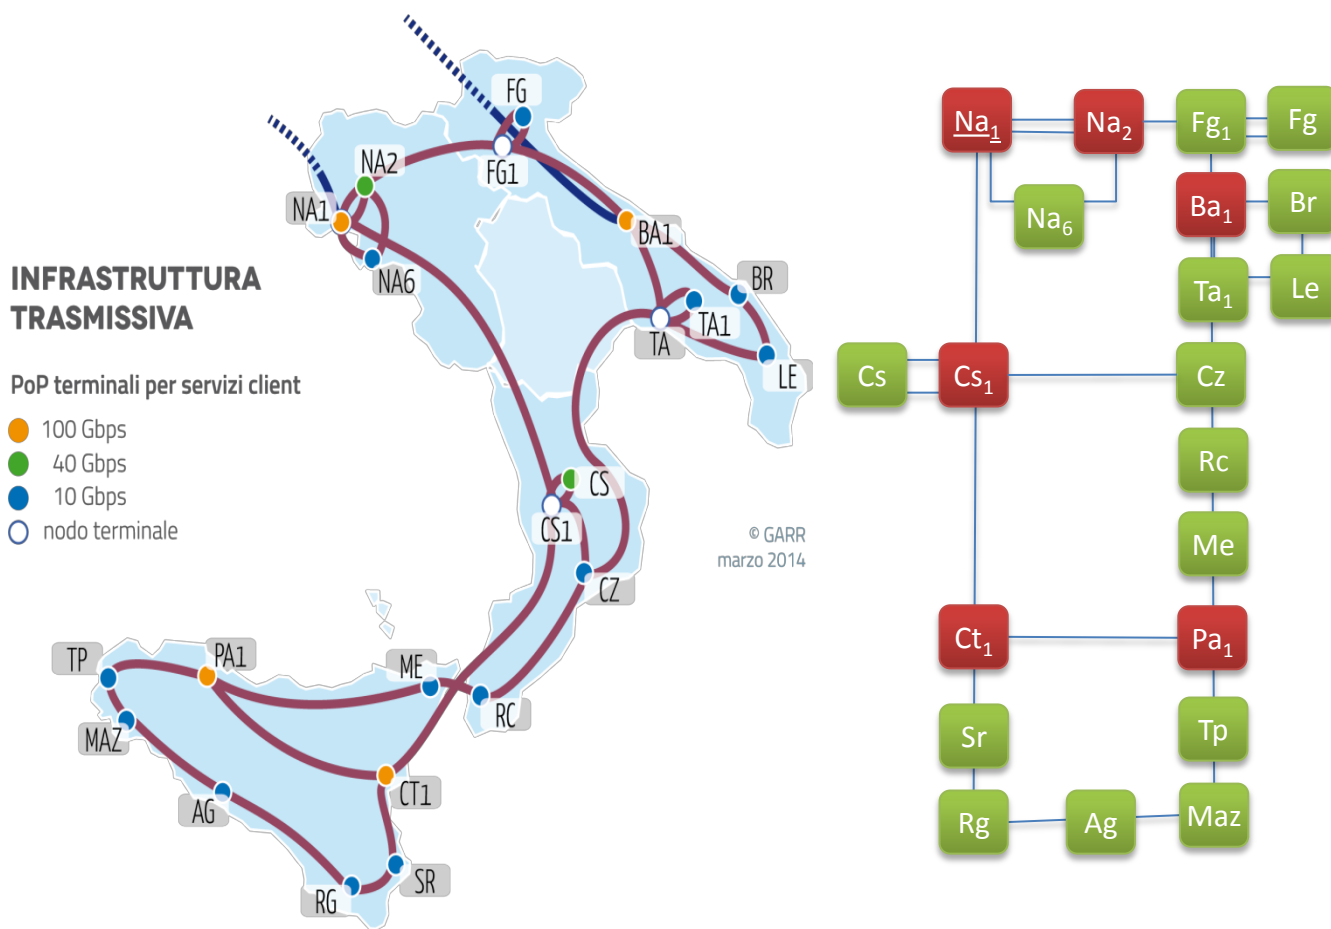 INFRASTRUTTURA
TRASMISSIVA
PoP terminali per servizi client
100 Gbps
40 Gbps
10 Gbps
nodo terminale
FG
FG1
NA2
NA1
NA6
BA1
BR
TA1
TA
LE
CS
CS1
CZ
© GARR
marzo 2014
TP
PA1
ME
RC
MAZ
AG
CT1
RG
SR
Na1
Na2
Fg1
Fg
Na6
Ba1
Br
Ta1
Le
Cs
Cs1
Cz
Rc
Me
Ct1
Pa1
Sr
Tp
Rg
Ag
Maz